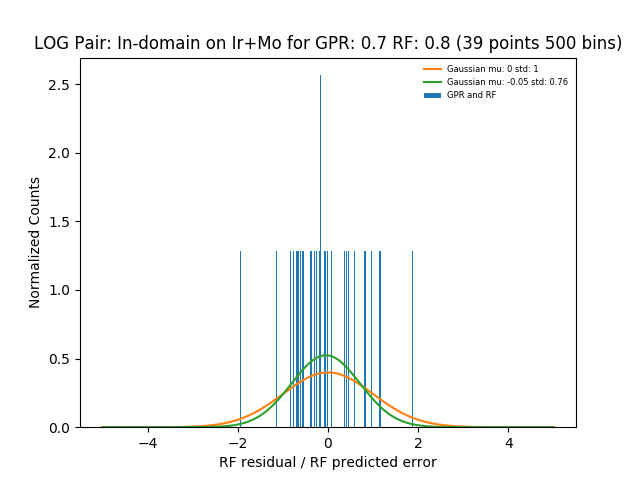 LOG Pair: In-domain on Ir+Mo for GPR: 0.7 RF: 0.8 (39 points 500 bins)
Gaussian mu: 0 std: 1
Gaussian mu: -0.05 std: 0.76
GPR and RF
Normalized Counts
2.5
2.0
1.5
1.0
0.5
0.0
−4 −2 0 2 4
RF residual / RF predicted error